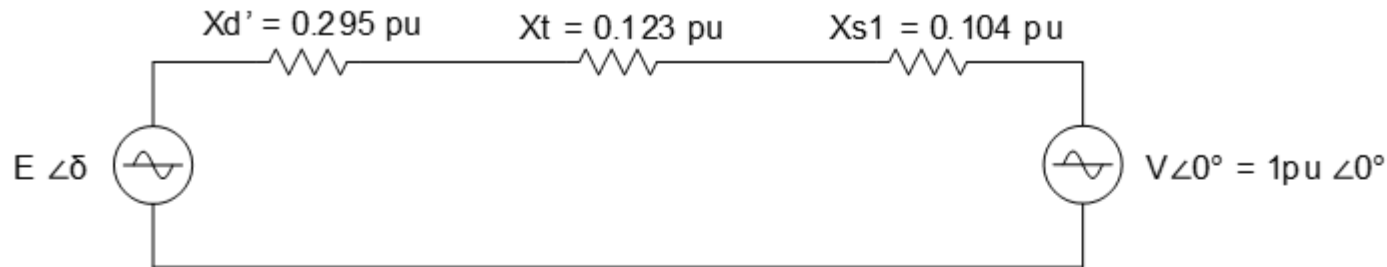 Xd’ = 0.295 pu
Xt = 0.123 pu
Xs1 = 0.104 pu
E ∠δ
V∠0° = 1pu ∠0°